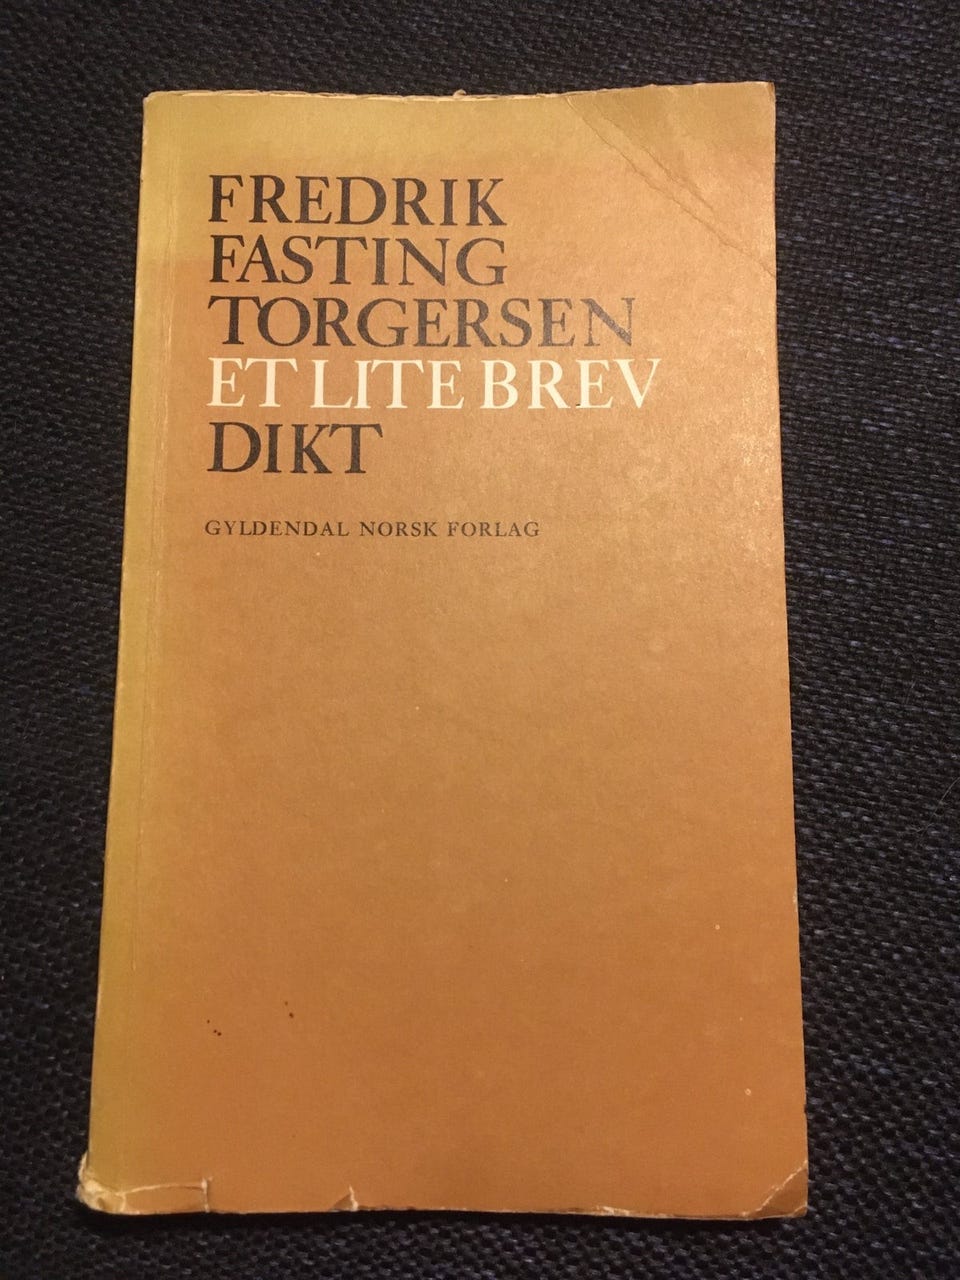 FREDRIK
FASTING
TORGERSEN
ET LITE BREV
DIKT
GYLDENDAL NORSK FORLAG